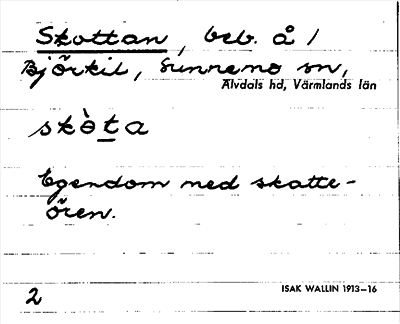 Skottan, beb. å /
Björkil, Sunnemo sn,
Älvdals hd, Värmlands län
skòta
Egendom med skatte-
ören.
ISAK WALLIN 1913–16
2